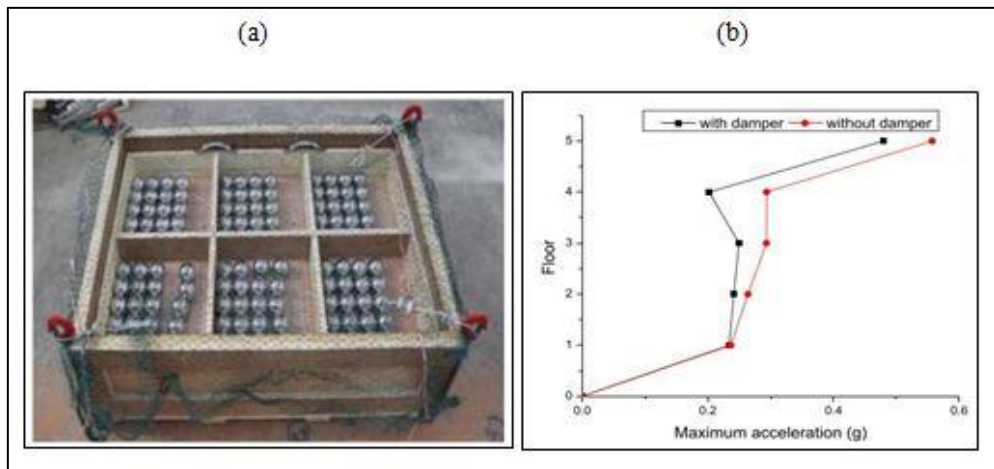 (a)
(b)
with damper without damper
5
4
3
2
1
0
Floor
0.0 0.2 0.4 0.6
Maximum acceleration (g)